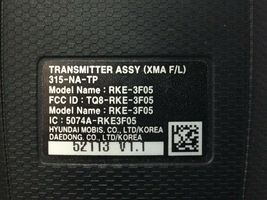 TRANSMITTER ASSY (XMA F/L)
315-NA-TP
Model Name : RKE-3F05
FCC ID : TQ8-RKE-3F05
Model Name : RKE-3F05
IC : 5074A-RKE3F05
HYUNDAI MOBIS. CO., LTD/KOREA
DAEDONG. CO., LTD/KOREA
52113 V1.1